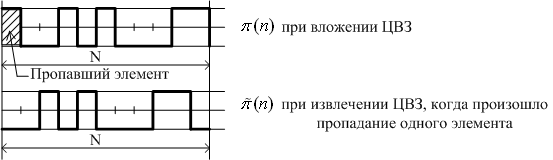 π(n) при вложении ЦВЗ
N
Пропавший элемент
π̃(n) при извлечении ЦВЗ, когда произошло
пропадание одного элемента
N